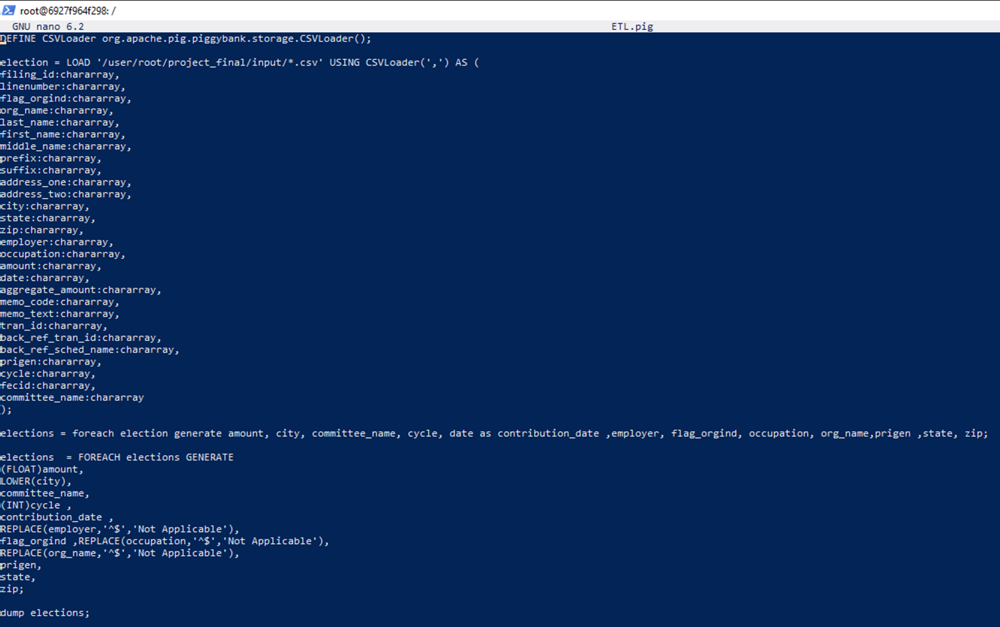 root@6927f964f298: /
GNU nano 6.2 ETL.pig
DEFINE CSVLoader org.apache.pig.piggybank.storage.CSVLoader();
election = LOAD '/user/root/project_final/input/*.csv' USING CSVLoader(',') AS (
filing_id:chararray,
linenumber:chararray,
flag_orgind:chararray,
org_name:chararray,
last_name:chararray,
first_name:chararray,
middle_name:chararray,
prefix:chararray,
suffix:chararray,
address_one:chararray,
address_two:chararray,
city:chararray,
state:chararray,
zip:chararray,
employer:chararray,
occupation:chararray,
amount:chararray,
date:chararray,
aggregate_amount:chararray,
memo_code:chararray,
memo_text:chararray,
tran_id:chararray,
back_ref_tran_id:chararray,
back_ref_sched_name:chararray,
prigen:chararray,
cycle:chararray,
fecid:chararray,
committee_name:chararray
);
elections = foreach election generate amount, city, committee_name, cycle, date as contribution_date ,employer, flag_orgind, occupation, org_name,prigen ,state, zip;
elections  = FOREACH elections GENERATE
(FLOAT)amount,
LOWER(city),
committee_name,
(INT)cycle ,
contribution_date ,
REPLACE(employer,'^$','Not Applicable'),
flag_orgind ,REPLACE(occupation,'^$','Not Applicable'),
REPLACE(org_name,'^$','Not Applicable'),
prigen,
state,
zip;
dump elections;